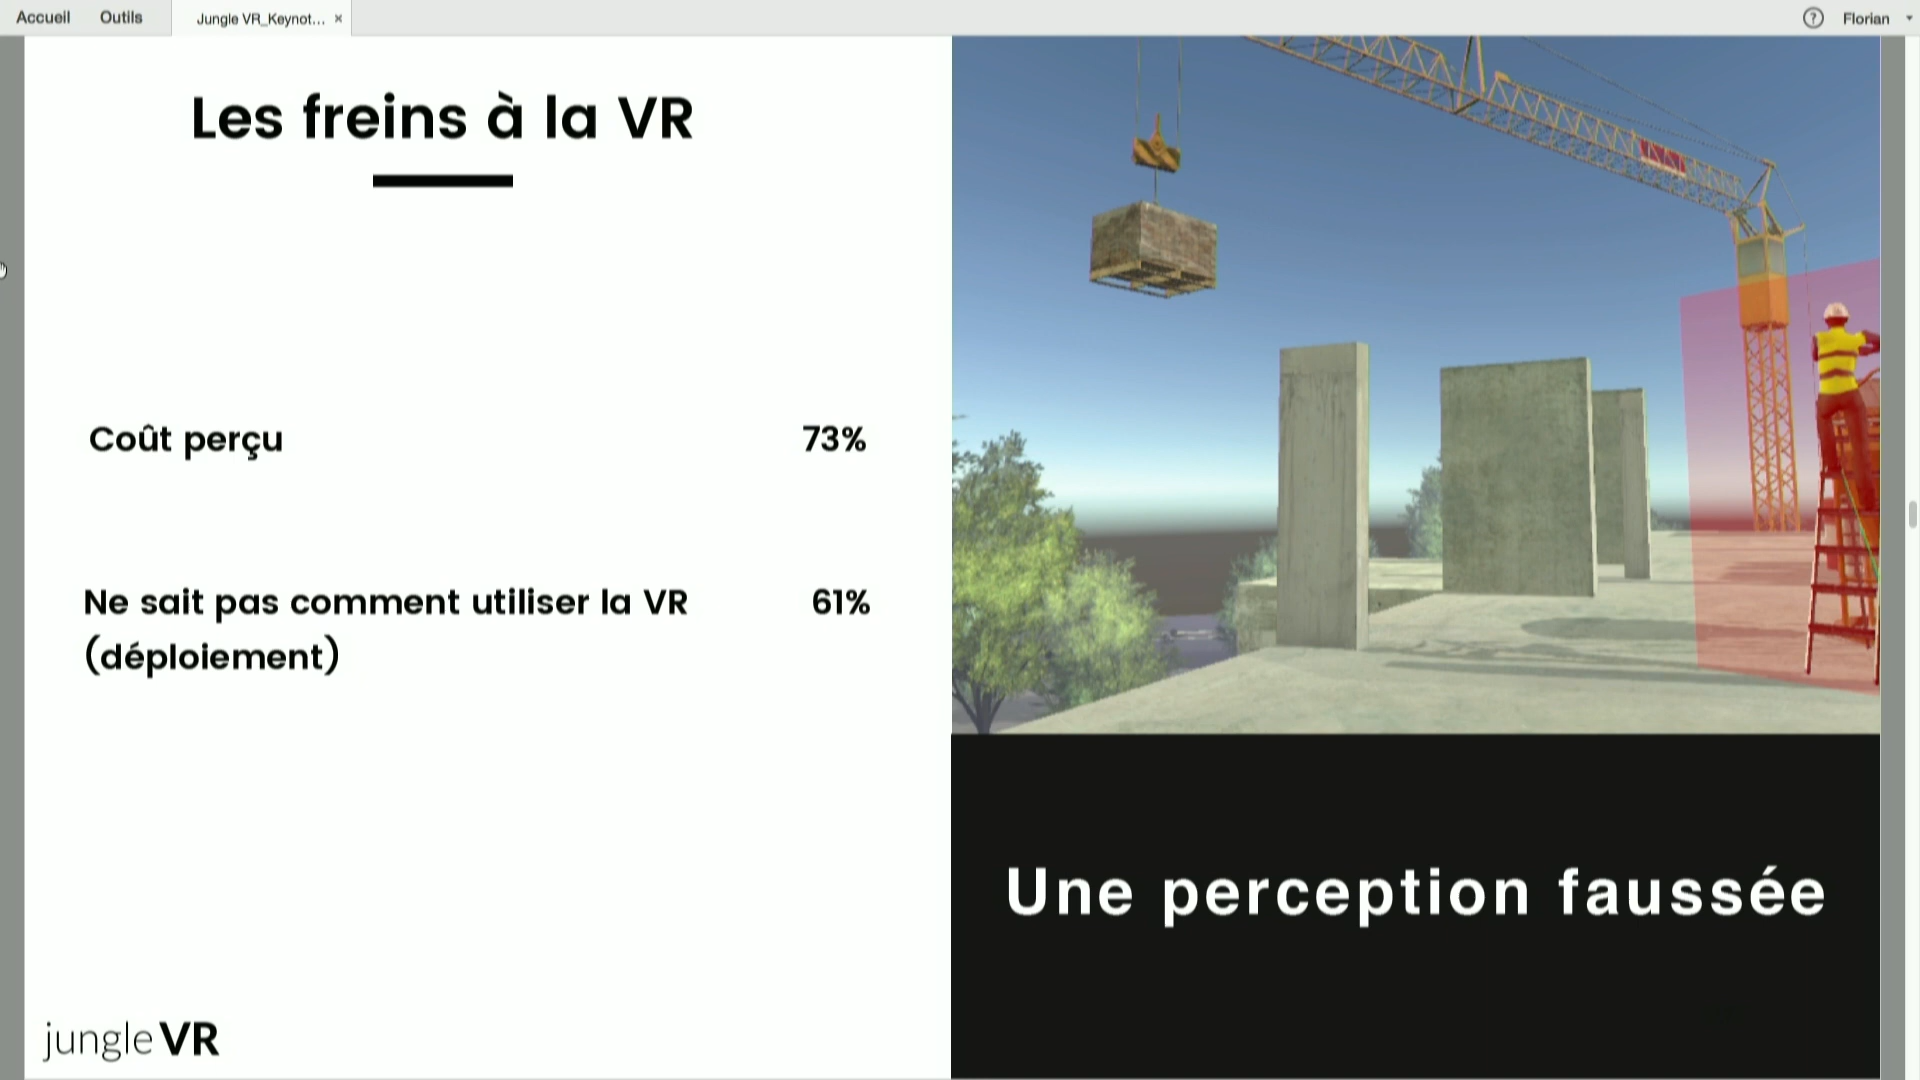 Accueil Outils Jungle VR_Keynot... × ? Florian
Les freins à la VR
Coût perçu 73%
Ne sait pas comment utiliser la VR 61%
(déploiement)
Une perception faussée
jungleVR